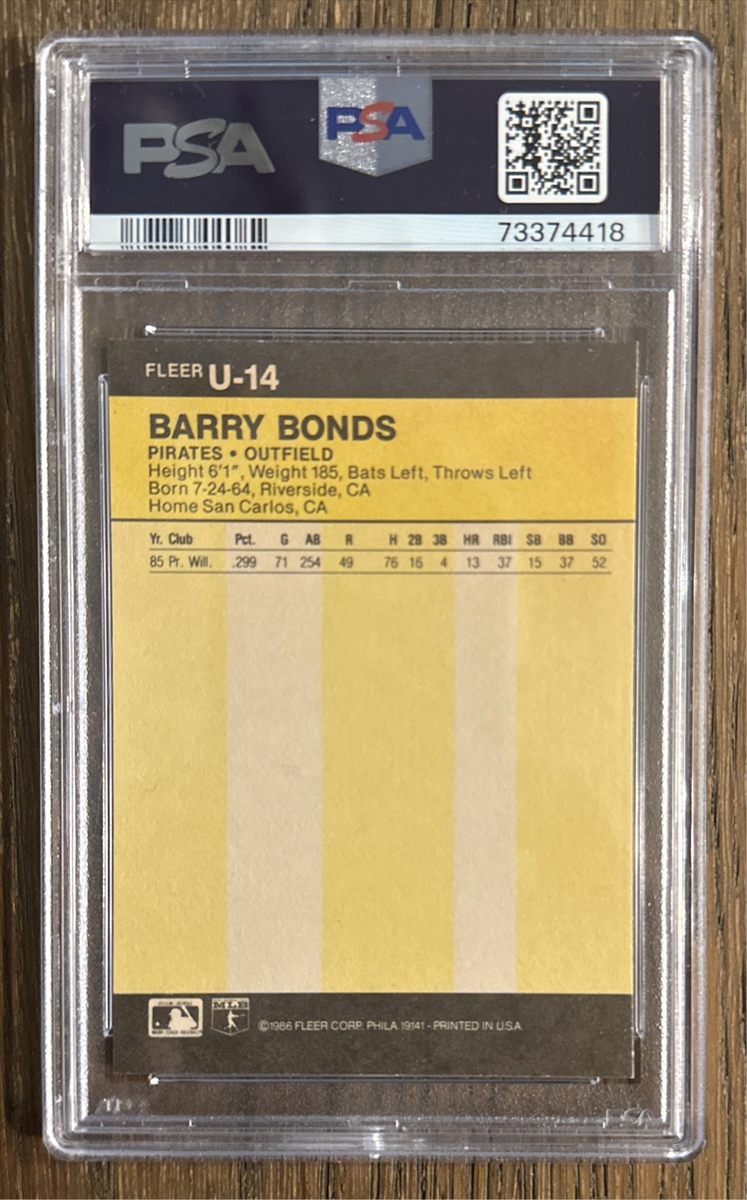 PSA PSA
73374418
FLEER U-14
BARRY BONDS
PIRATES • OUTFIELD
Height 6'1", Weight 185, Bats Left, Throws Left
Born 7-24-64, Riverside, CA
Home San Carlos, CA
Yr. Club Pct. G AB R H 2B 3B HR RBI SB BB SO
85 Pr. Will. .299 71 254 49 76 16 4 13 37 15 37 52
MLB
©1986 FLEER CORP. PHILA 19141 - PRINTED IN U.S.A.
PSA